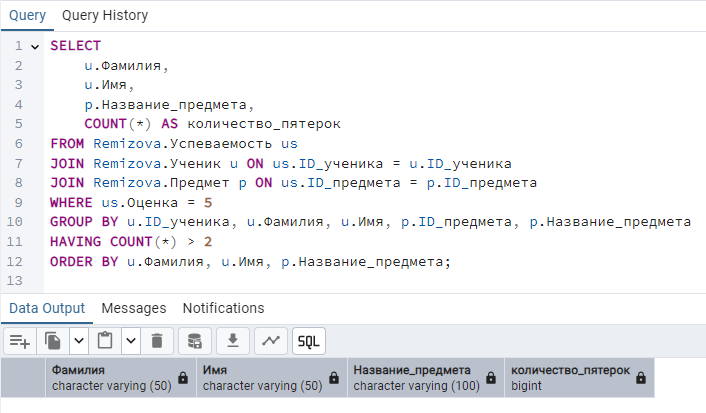 Query Query History
1 SELECT
2 u.Фамилия,
3 u.Имя,
4 p.Название_предмета,
5 COUNT(*) AS количество_пятерок
6 FROM Remizova.Успеваемость us
7 JOIN Remizova.Ученик u ON us.ID_ученика = u.ID_ученика
8 JOIN Remizova.Предмет p ON us.ID_предмета = p.ID_предмета
9 WHERE us.Оценка = 5
10 GROUP BY u.ID_ученика, u.Фамилия, u.Имя, p.ID_предмета, p.Название_предмета
11 HAVING COUNT(*) > 2
12 ORDER BY u.Фамилия, u.Имя, p.Название_предмета;
13
Data Output Messages Notifications
SQL
Фамилия Имя Название_предмета количество_пятерок
character varying (50) character varying (50) character varying (100) bigint